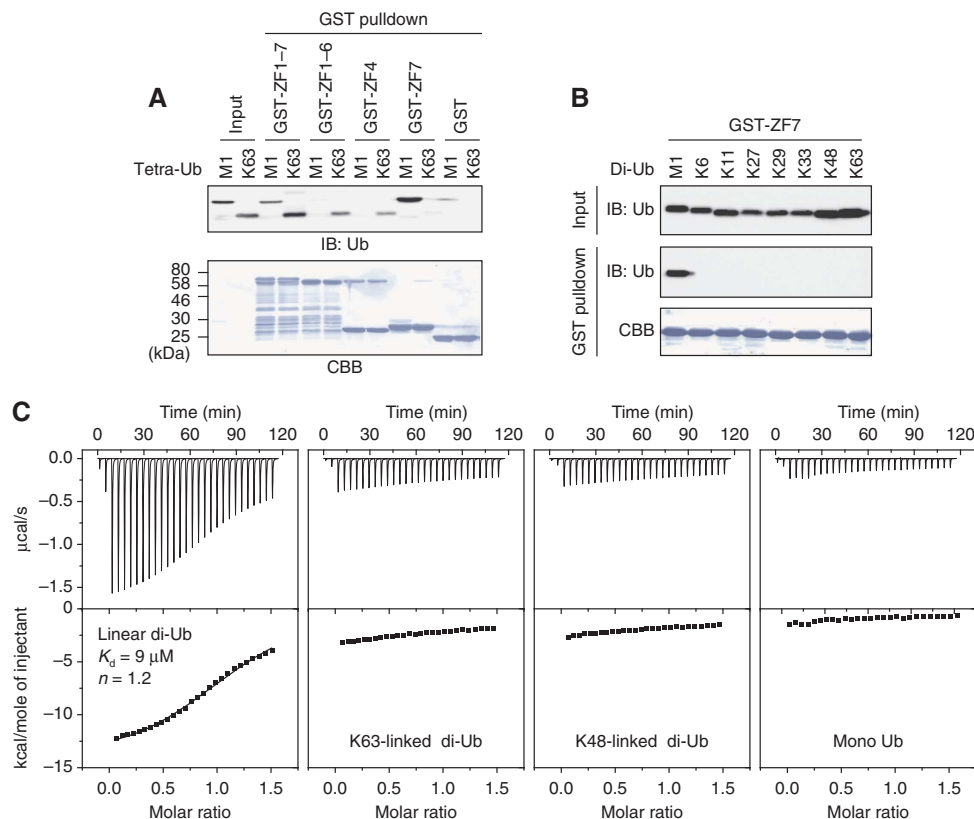 A
GST pulldown
Input
GST-ZF1–7
GST-ZF1–6
GST-ZF4
GST-ZF7
GST
Tetra-Ub
M1 K63 M1 K63 M1 K63 M1 K63 M1 K63 M1 K63
IB: Ub
80
58
46
30
25
(kDa)
CBB
B
GST-ZF7
Di-Ub
M1 K6 K11 K27 K29 K33 K48 K63
Input
IB: Ub
GST pulldown
IB: Ub
CBB
C
Time (min) Time (min) Time (min) Time (min)
0 30 60 90 120 0 30 60 90 120 0 30 60 90 120 0 30 60 90 120
0.0
−0.5
−1.0
−1.5
µcal/s
0
−5
−10
−15
kcal/mole of injectant
Linear di-Ub
Kd = 9 µM
n = 1.2
K63-linked di-Ub
K48-linked di-Ub
Mono Ub
0.0 0.5 1.0 1.5 0.0 0.5 1.0 1.5 0.0 0.5 1.0 1.5 0.0 0.5 1.0 1.5
Molar ratio Molar ratio Molar ratio Molar ratio